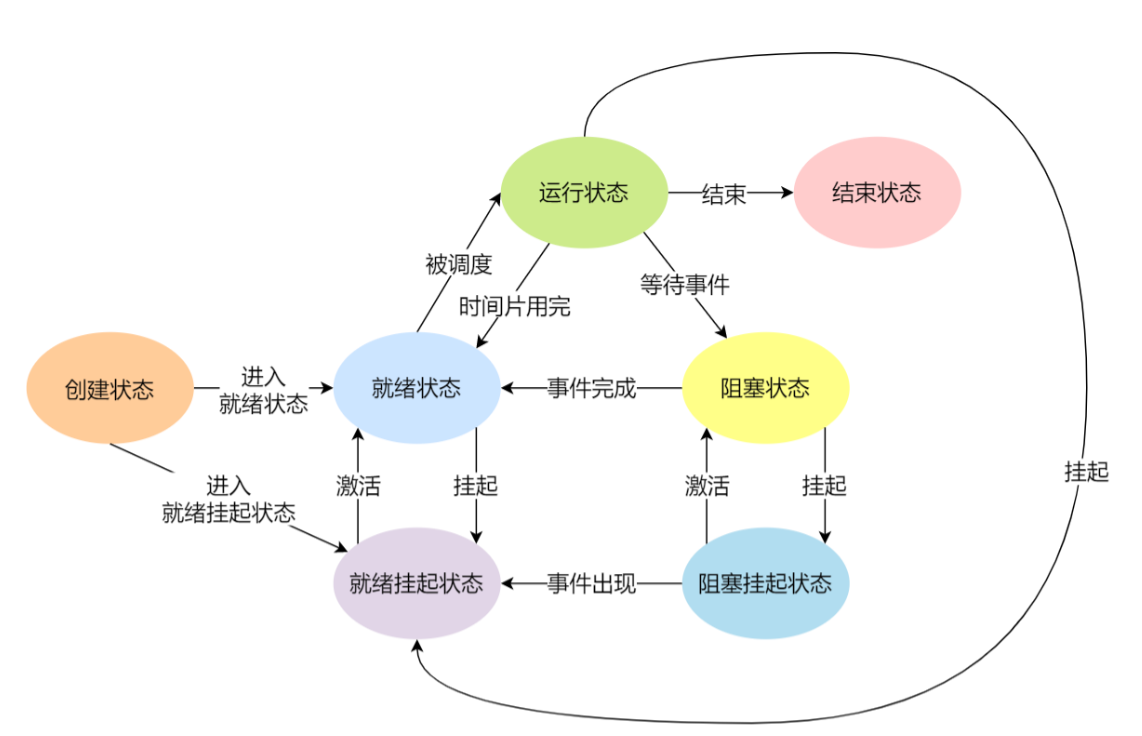 运行状态
结束
结束状态
被调度
时间片用完
等待事件
创建状态
进入
就绪状态
就绪状态
事件完成
阻塞状态
进入
就绪挂起状态
激活
挂起
激活
挂起
挂起
就绪挂起状态
事件出现
阻塞挂起状态